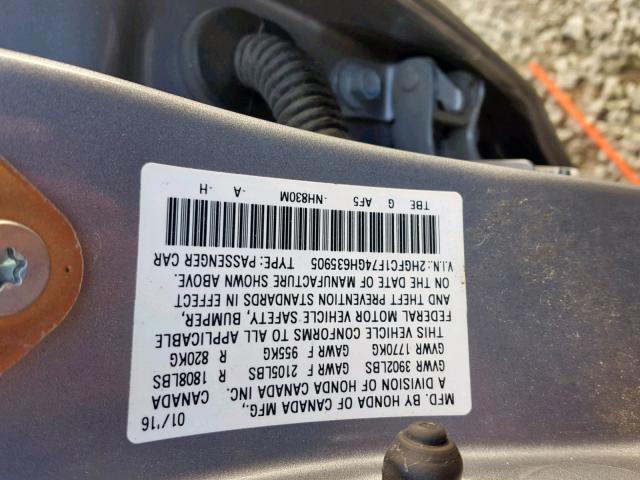 MFD. BY HONDA OF CANADA MFG., 01/'16
A DIVISION OF HONDA CANADA INC. CANADA
GVWR 3902LBS GAWR F 2105LBS R 1808LBS
GVWR 1770KG GAWR F 955KG R 820KG
THIS VEHICLE CONFORMS TO ALL APPLICABLE
FEDERAL MOTOR VEHICLE SAFETY, BUMPER,
AND THEFT PREVENTION STANDARDS IN EFFECT
ON THE DATE OF MANUFACTURE SHOWN ABOVE.
V.I.N.:2HGFC1F74GH635905 TYPE: PASSENGER CAR
TBE G AF5 -NH830M -A -H